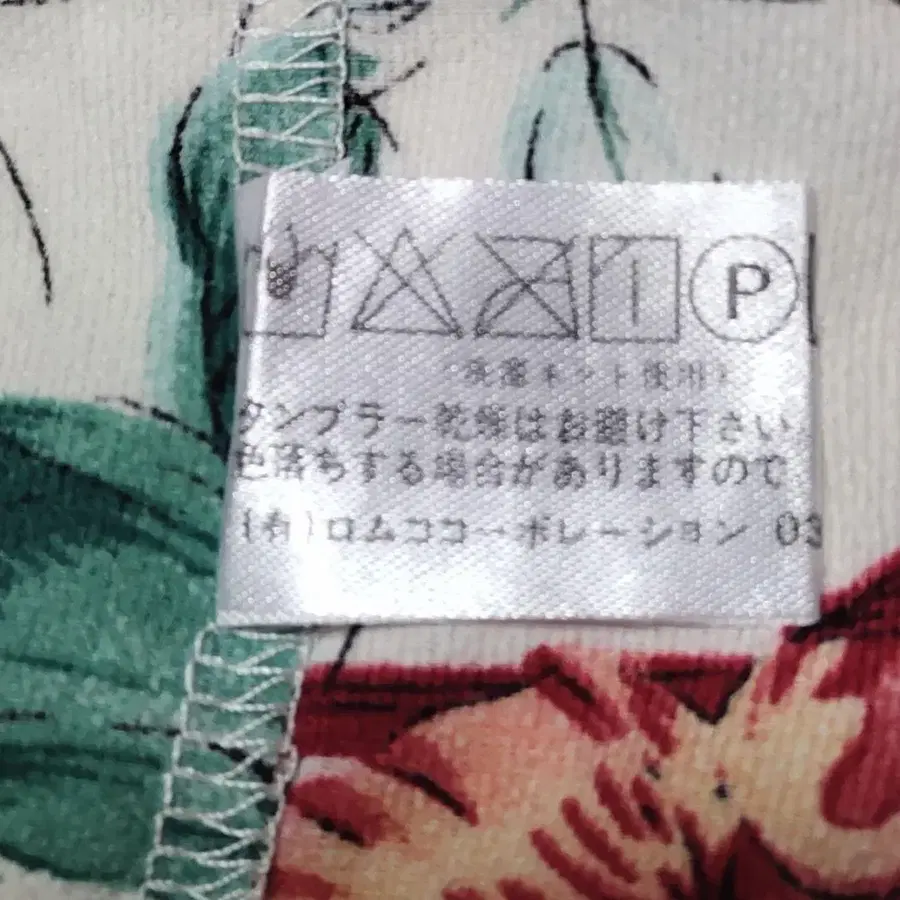 P
洗濯ネット使用
タンブラー乾燥はお避け下さい
色落ちする場合がありますので
(有)ロムココーポレーション 03